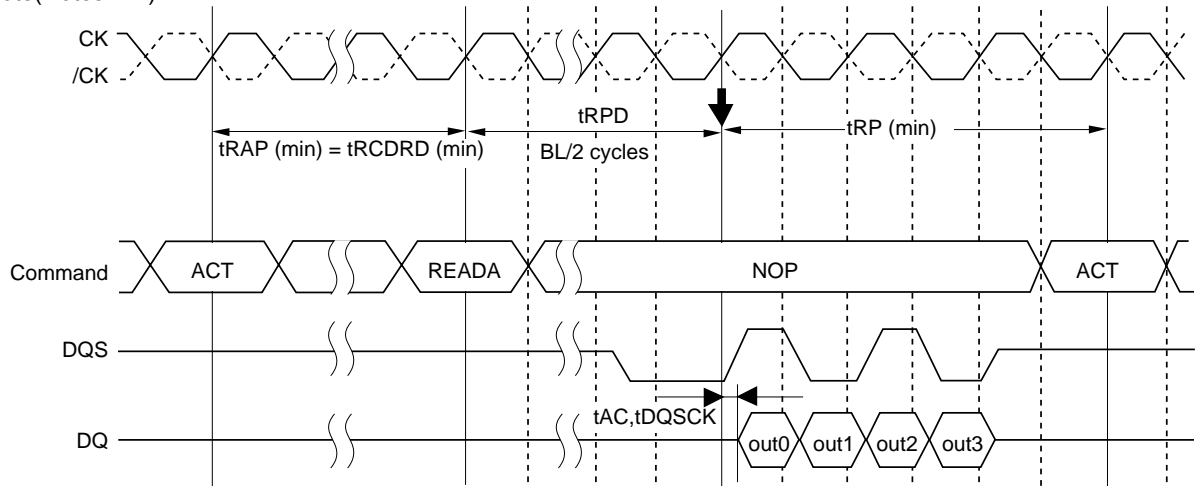 CK
/CK
tRPD
tRP (min)
tRAP (min) = tRCDRD (min)
BL/2 cycles
Command
ACT
READA
NOP
ACT
DQS
tAC,tDQSCK
DQ
out0
out1
out2
out3